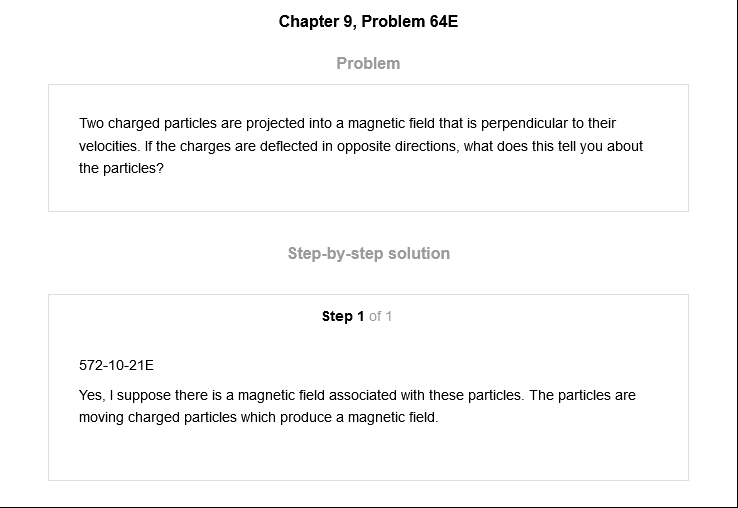 Chapter 9, Problem 64E
Problem
Two charged particles are projected into a magnetic field that is perpendicular to their
velocities. If the charges are deflected in opposite directions, what does this tell you about
the particles?
Step-by-step solution
Step 1 of 1
572-10-21E
Yes, I suppose there is a magnetic field associated with these particles. The particles are
moving charged particles which produce a magnetic field.